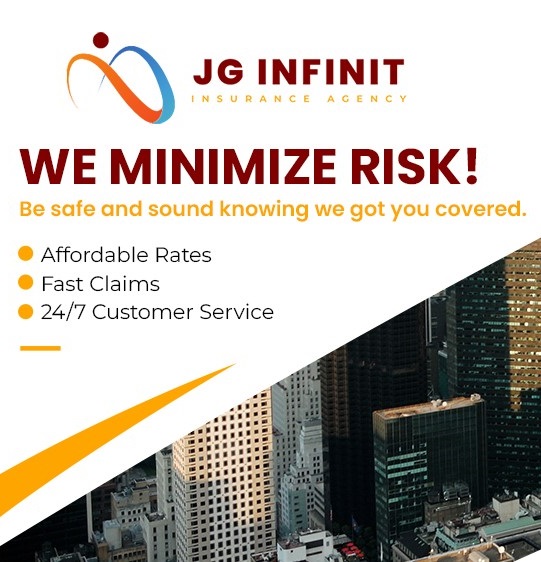 JG INFINIT
INSURANCE AGENCY
WE MINIMIZE RISK!
Be safe and sound knowing we got you covered.
Affordable Rates
Fast Claims
24/7 Customer Service